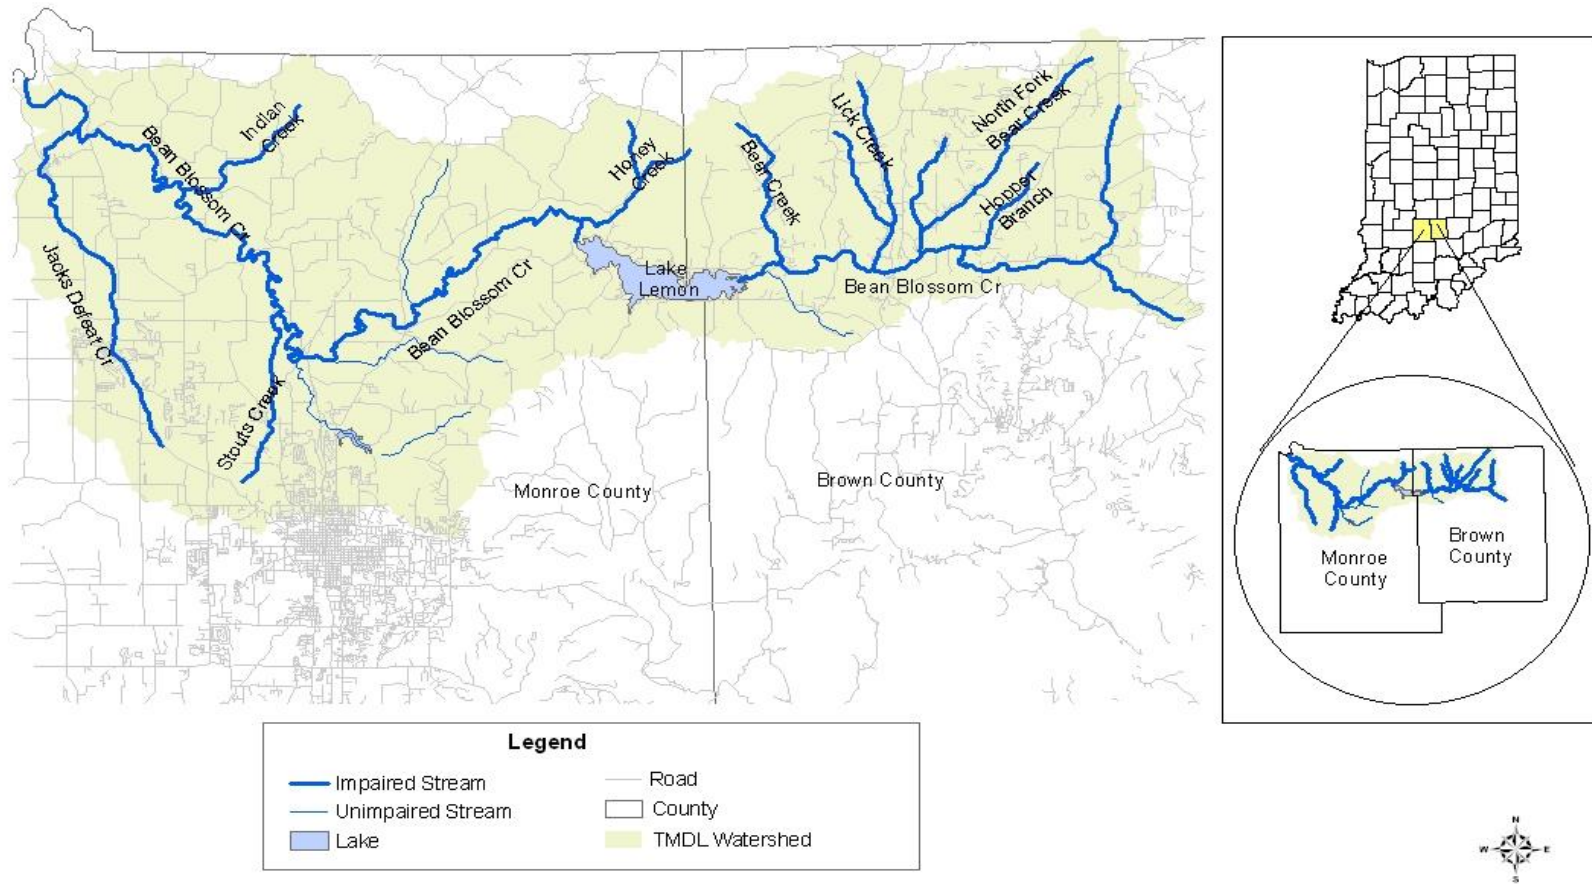 Indian
Creek
Bean Blossom Cr
Jacks Defeat Cr
Stouts Creek
Bean Blossom Cr
Honey
Creek
Lake
Lemon
Bear Creek
Lick Creek
North Fork
Bear Creek
Hopper
Branch
Bean Blossom Cr
Monroe County
Brown County
Monroe
County
Brown
County
Legend
Impaired Stream
Unimpaired Stream
Lake
Road
County
TMDL Watershed
N
W E
S